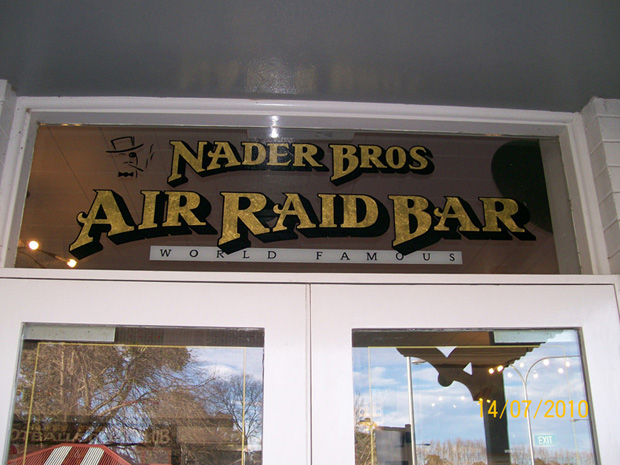 NADER BROS
AIR RAID BAR
WORLD FAMOUS
14/07/2010
EXIT